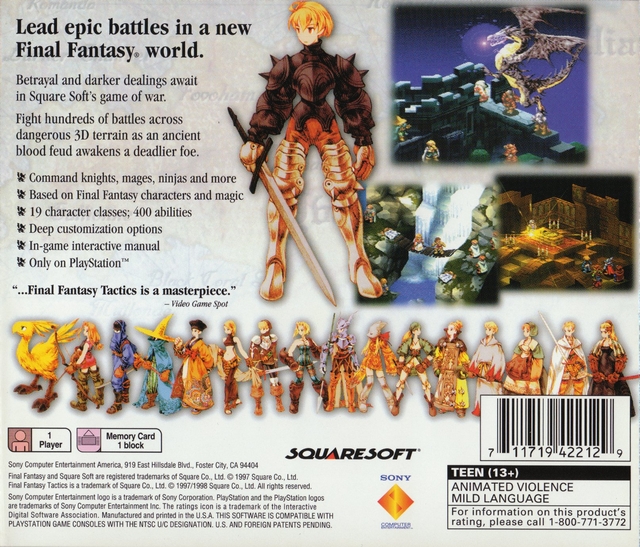 Lead epic battles in a new
Final Fantasy® world.
Betrayal and darker dealings await
in Square Soft's game of war.
Fight hundreds of battles across
dangerous 3D terrain as an ancient
blood feud awakens a deadlier foe.
Command knights, mages, ninjas and more
Based on Final Fantasy characters and magic
19 character classes; 400 abilities
Deep customization options
In-game interactive manual
Only on PlayStation™
"...Final Fantasy Tactics is a masterpiece."
– Video Game Spot
1
Player
Memory Card
1 block
SQUARESOFT®
Sony Computer Entertainment America, 919 East Hillsdale Blvd., Foster City, CA 94404
Final Fantasy and Square Soft are registered trademarks of Square Co., Ltd. © 1997 Square Co., Ltd.
Final Fantasy Tactics is a trademark of Square Co., Ltd. © 1997/1998 Square Co., Ltd. All rights reserved.
Sony Computer Entertainment logo is a trademark of Sony Corporation. PlayStation and the PlayStation logos
are trademarks of Sony Computer Entertainment Inc. The ratings icon is a trademark of the Interactive
Digital Software Association. Manufactured and printed in the U.S.A. THIS SOFTWARE IS COMPATIBLE WITH
PLAYSTATION GAME CONSOLES WITH THE NTSC U/C DESIGNATION. U.S. AND FOREIGN PATENTS PENDING.
SONY
COMPUTER
ENTERTAINMENT
7 11719 42212 9
TEEN (13+)
ANIMATED VIOLENCE
MILD LANGUAGE
For information on this product's
rating, please call 1-800-771-3772